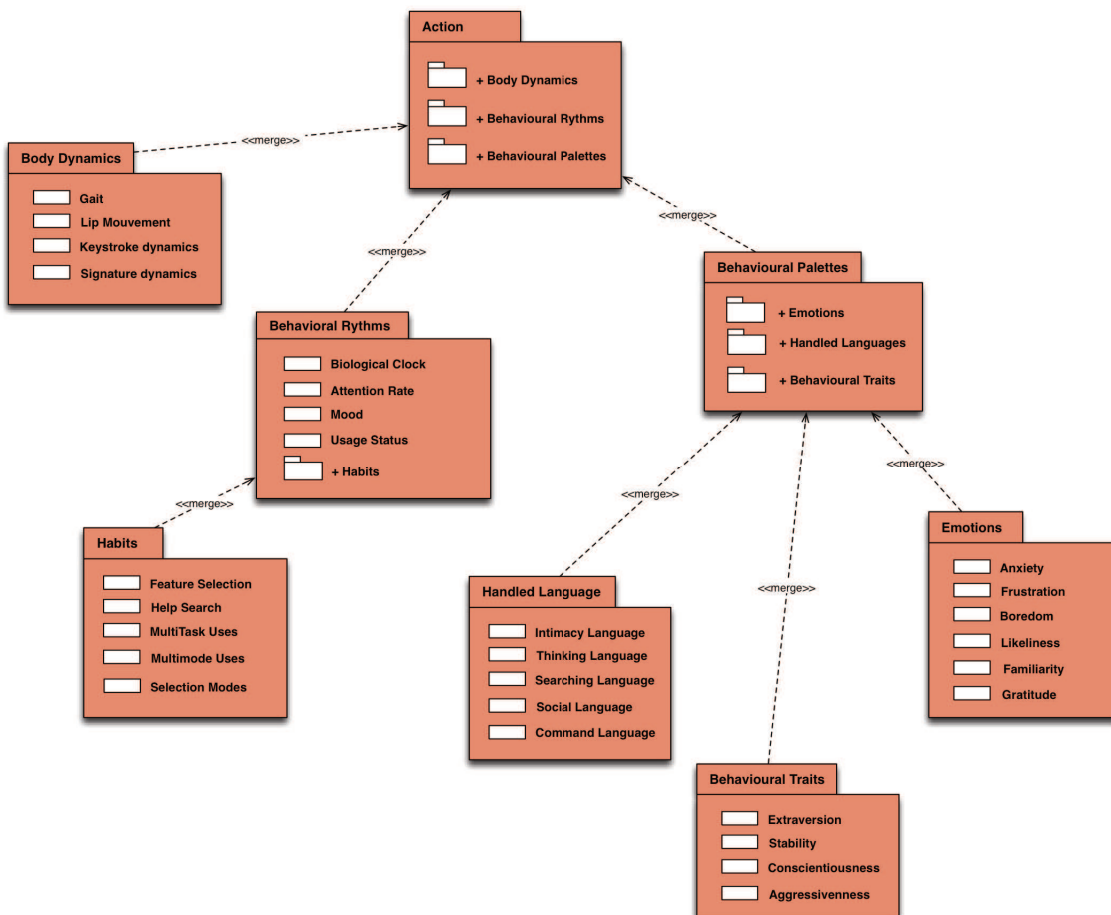 Action
+ Body Dynamics
+ Behavioural Rythms
+ Behavioural Palettes
<<merge>>
Body Dynamics
Gait
Lip Mouvement
Keystroke dynamics
Signature dynamics
<<merge>>
<<merge>>
Behavioral Rythms
Biological Clock
Attention Rate
Mood
Usage Status
+ Habits
Behavioural Palettes
+ Emotions
+ Handled Languages
+ Behavioural Traits
<<merge>>
Habits
Feature Selection
Help Search
MultiTask Uses
Multimode Uses
Selection Modes
<<merge>>
<<merge>>
<<merge>>
Handled Language
Intimacy Language
Thinking Language
Searching Language
Social Language
Command Language
Emotions
Anxiety
Frustration
Boredom
Likeliness
Familiarity
Gratitude
Behavioural Traits
Extraversion
Stability
Conscientiousness
Aggressivenness